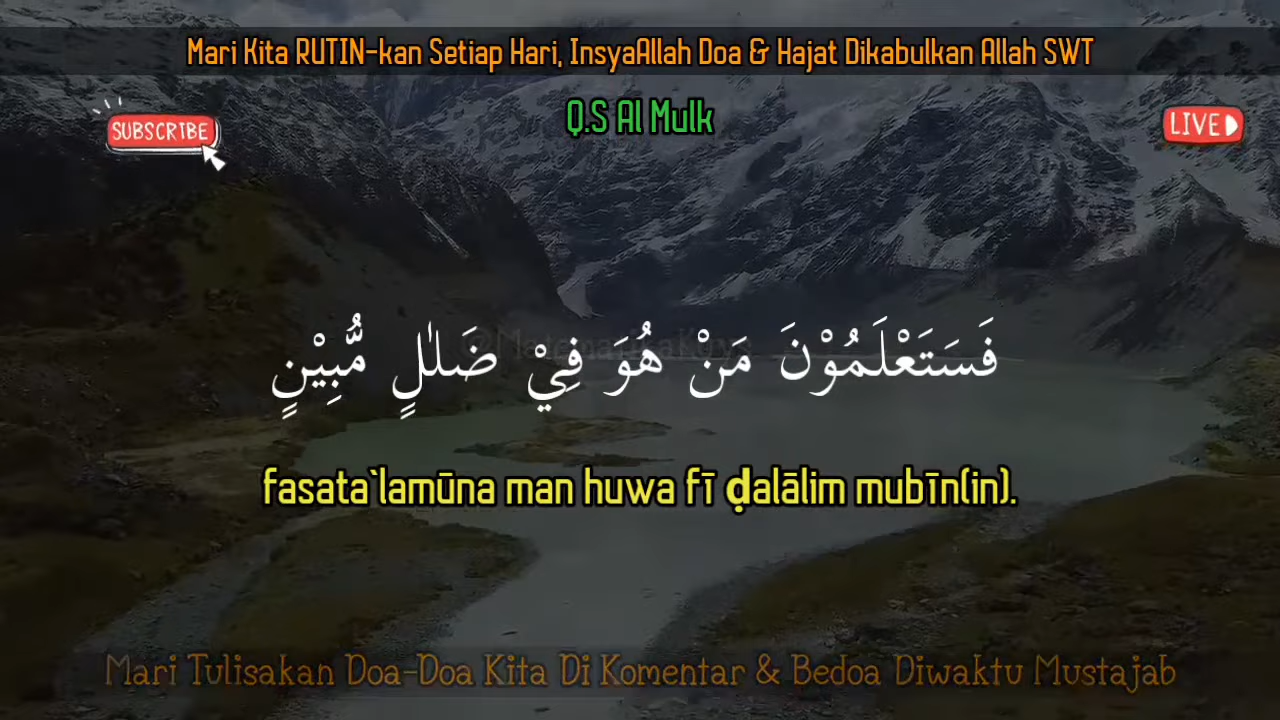 Mari Kita RUTIN-kan Setiap Hari, InsyaAllah Doa & Hajat Dikabulkan Allah SWT
Q.S Al Mulk
SUBSCRIBE
LIVE
فَسَتَعْلَمُوْنَ مَنْ هُوَ فِيْ ضَلٰلٍ مُّبِيْنٍ
fasata`lamūna man huwa fī ḍalālim mubīn(in).
Mari Tulisakan Doa-Doa Kita Di Komentar & Bedoa Diwaktu Mustajab